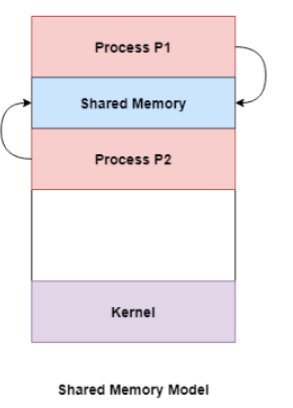 Process P1
Shared Memory
Process P2
Kernel
Shared Memory Model